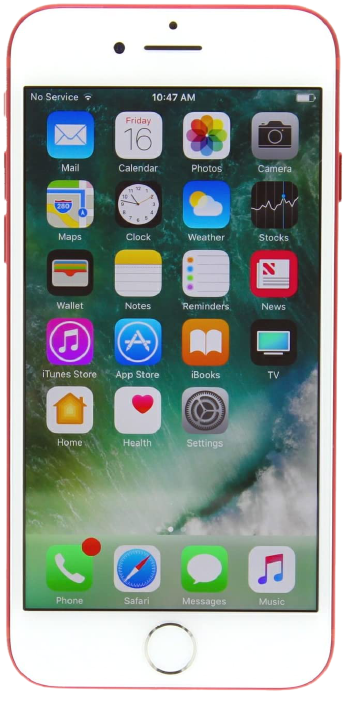 No Service 10:47 AM
Friday
16
Mail Calendar Photos Camera
280
Maps Clock Weather Stocks
Wallet Notes Reminders News
iTunes Store App Store iBooks TV
Home Health Settings
Phone Safari Messages Music